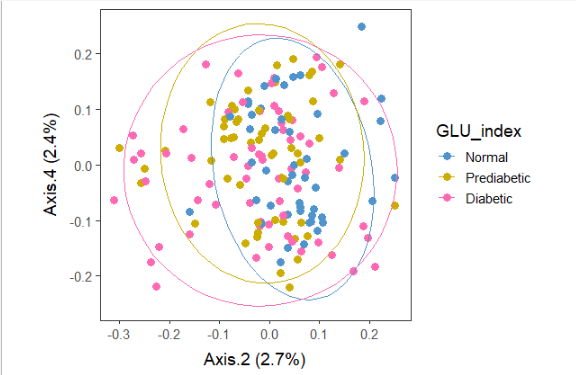 GLU_index
Normal
Prediabetic
Diabetic
Axis.4 (2.4%)
0.2
0.1
0.0
-0.1
-0.2
-0.3 -0.2 -0.1 0.0 0.1 0.2
Axis.2 (2.7%)